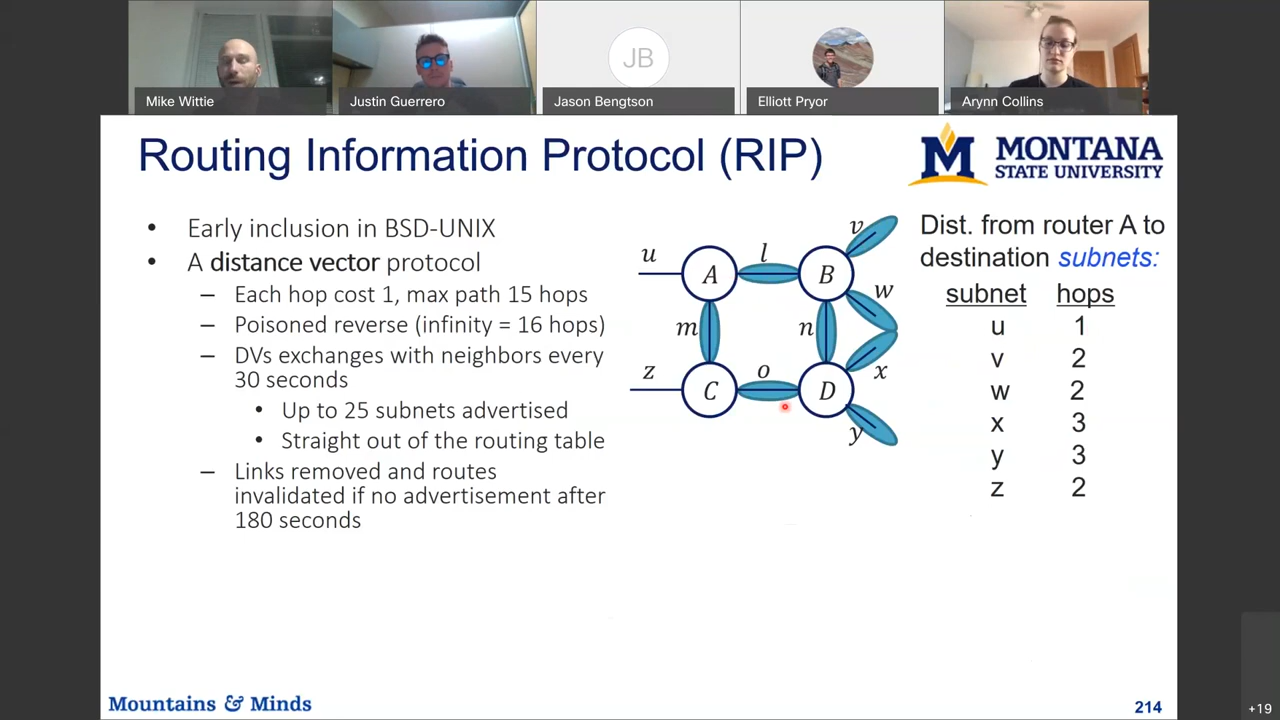 JB
Mike Wittie
Justin Guerrero
Jason Bengtson
Elliott Pryor
Arynn Collins
Routing Information Protocol (RIP)
M MONTANA
STATE UNIVERSITY
• Early inclusion in BSD-UNIX
• A distance vector protocol
– Each hop cost 1, max path 15 hops
– Poisoned reverse (infinity = 16 hops)
– DVs exchanges with neighbors every
30 seconds
• Up to 25 subnets advertised
• Straight out of the routing table
– Links removed and routes
invalidated if no advertisement after
180 seconds
v
u l
A B
w
m n
z o x
C D
y
Dist. from router A to
destination subnets:
subnet hops
u 1
v 2
w 2
x 3
y 3
z 2
Mountains & Minds
214
+19